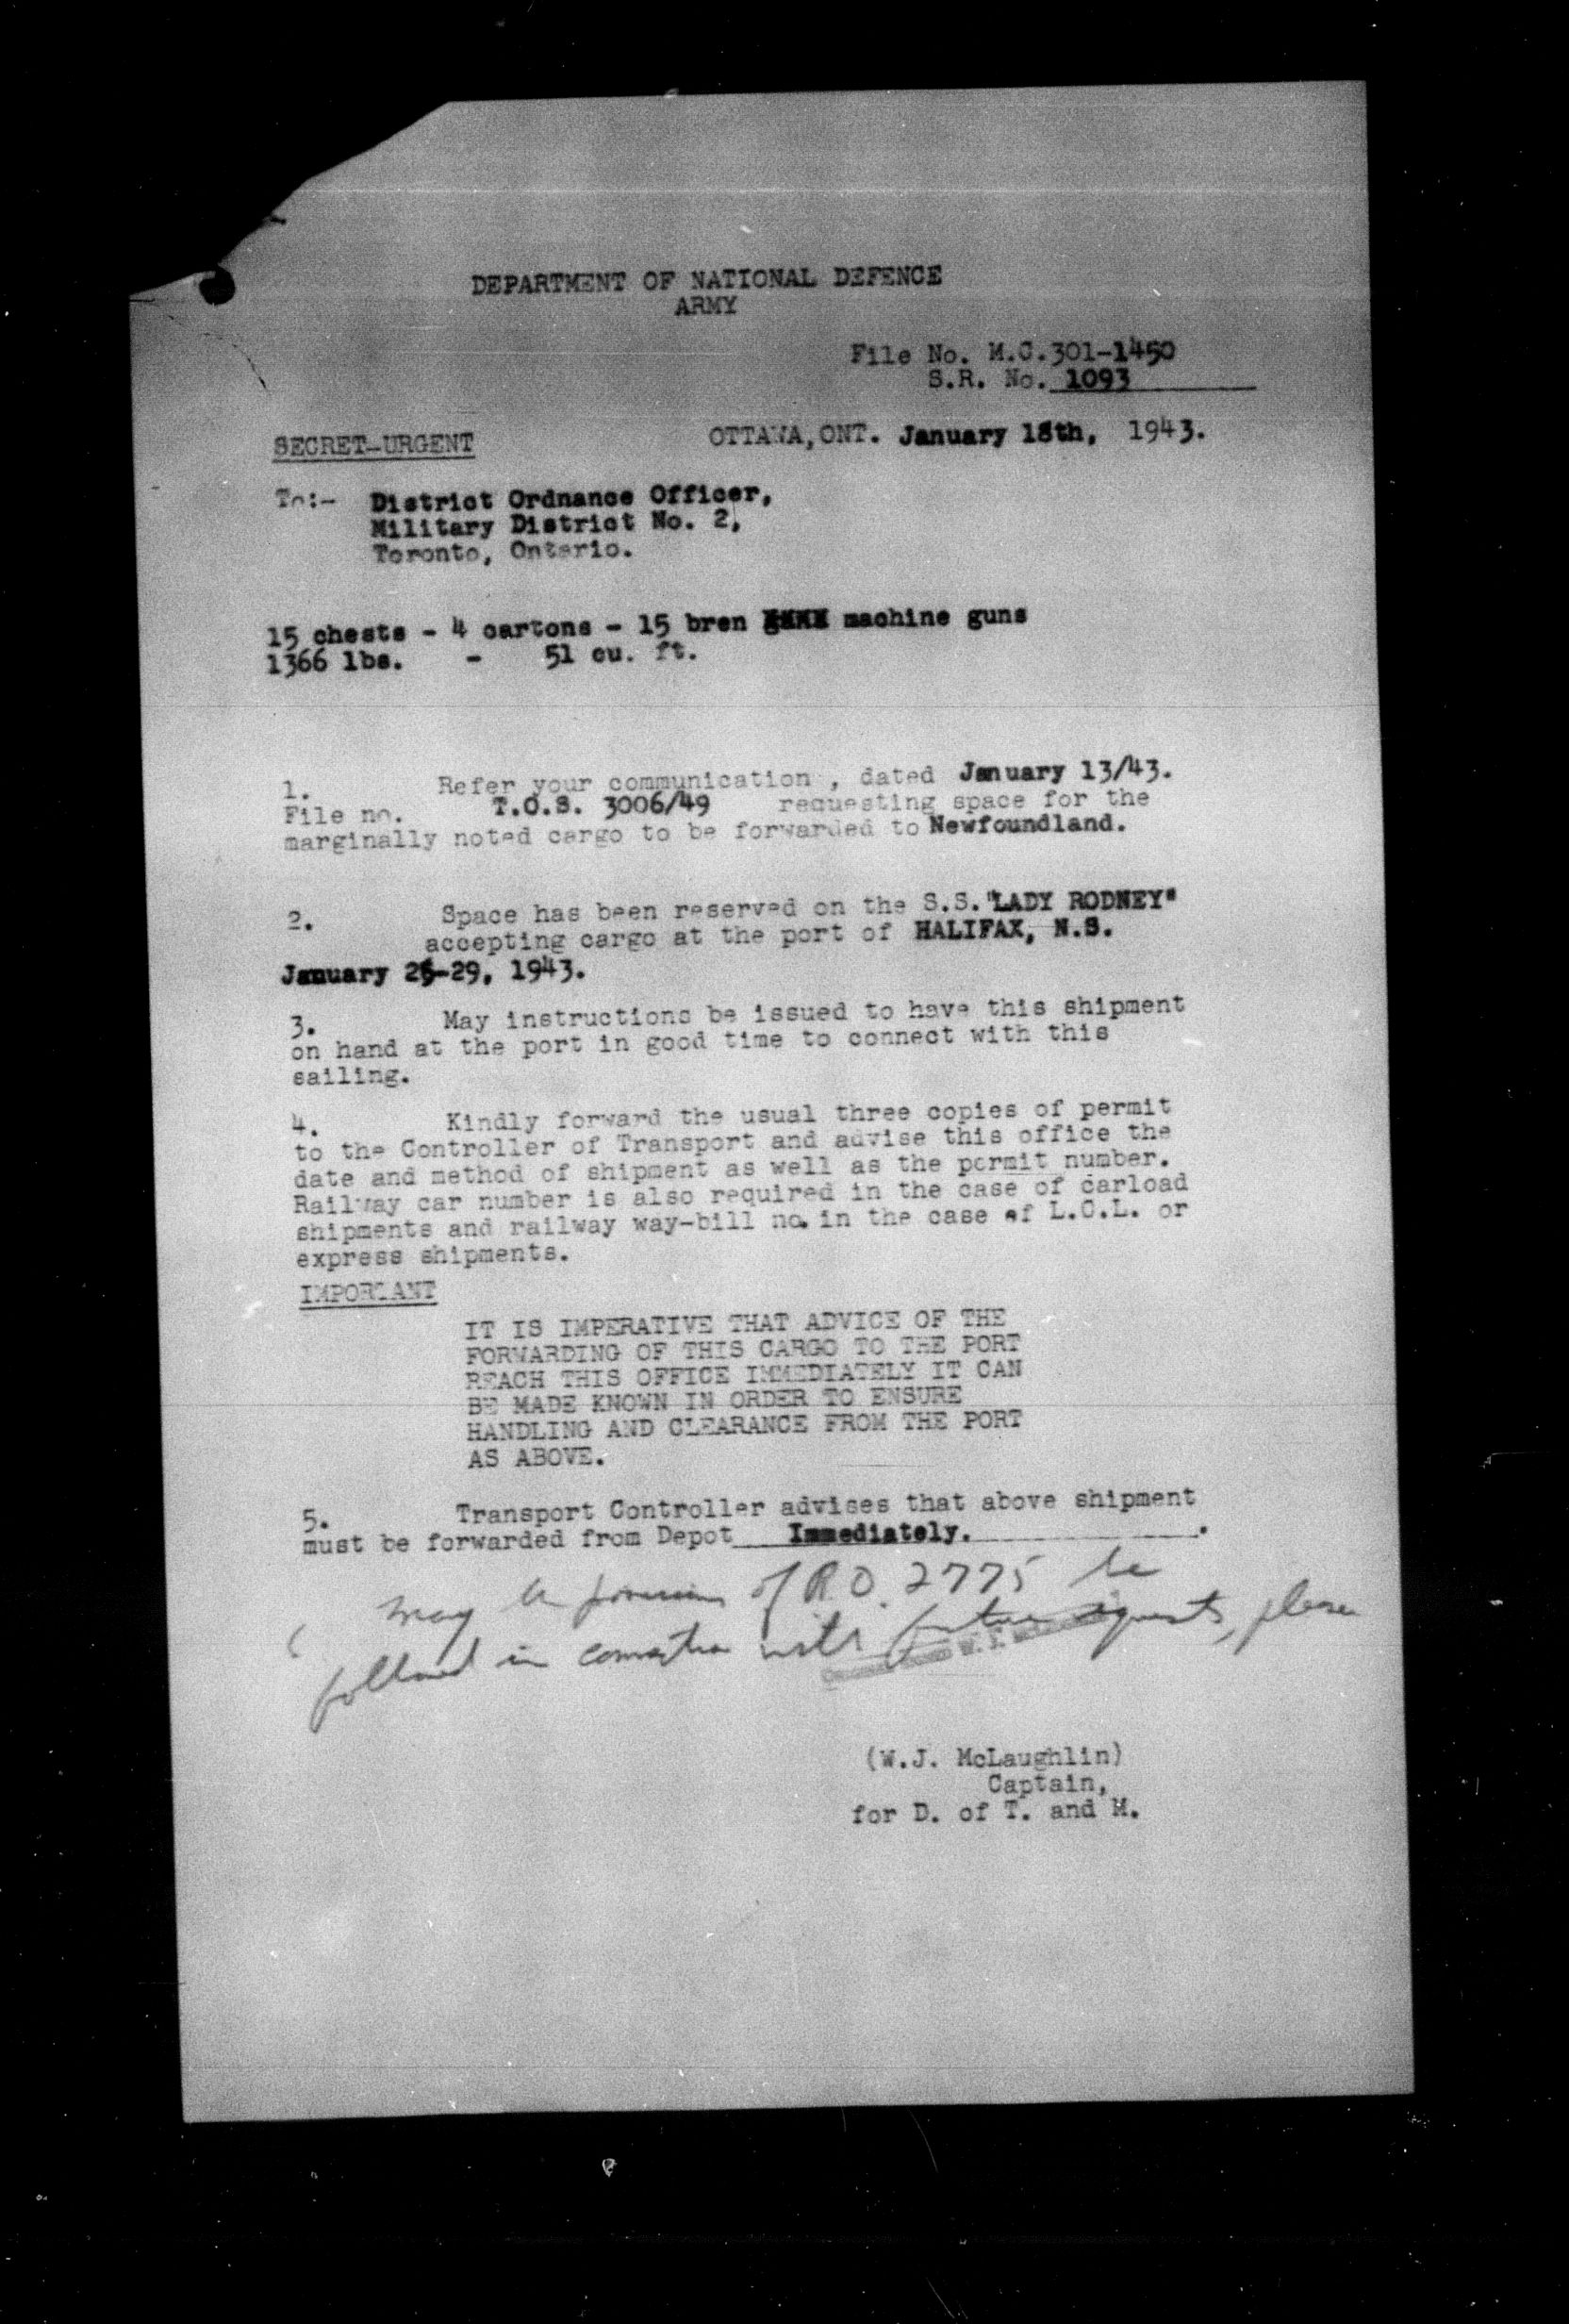 DEPARTMENT OF NATIONAL DEFENCE
ARMY
File No. M.C.301-1450
S.R. No. 1093
SECRET-URGENT
OTTAWA, ONT. January 18th, 1943.
To:- District Ordnance Officer,
Military District No. 2,
Toronto, Ontario.
15 chests - 4 cartons - 15 bren machine guns
1366 lbs. - 51 cu. ft.
1. Refer your communication , dated January 13/43.
File no. T.O.S. 3006/49 requesting space for the
marginally noted cargo to be forwarded to Newfoundland.
2. Space has been reserved on the S.S. "LADY RODNEY"
accepting cargo at the port of HALIFAX, N.S.
January -29, 1943.
3. May instructions be issued to have this shipment
on hand at the port in good time to connect with this
sailing.
4. Kindly forward the usual three copies of permit
to the Controller of Transport and advise this office the
date and method of shipment as well as the permit number.
Railway car number is also required in the case of carload
shipments and railway way-bill no. in the case of L.C.L. or
express shipments.
IMPORTANT
IT IS IMPERATIVE THAT ADVICE OF THE
FORWARDING OF THIS CARGO TO THE PORT
REACH THIS OFFICE IMMEDIATELY IT CAN
BE MADE KNOWN IN ORDER TO ENSURE
HANDLING AND CLEARANCE FROM THE PORT
AS ABOVE.
5. Transport Controller advises that above shipment
must be forwarded from Depot Immediately. .
may of R.O. 2775 be
followed in connection with future requests, please
(W.J. McLaughlin)
Captain,
for D. of T. and M.